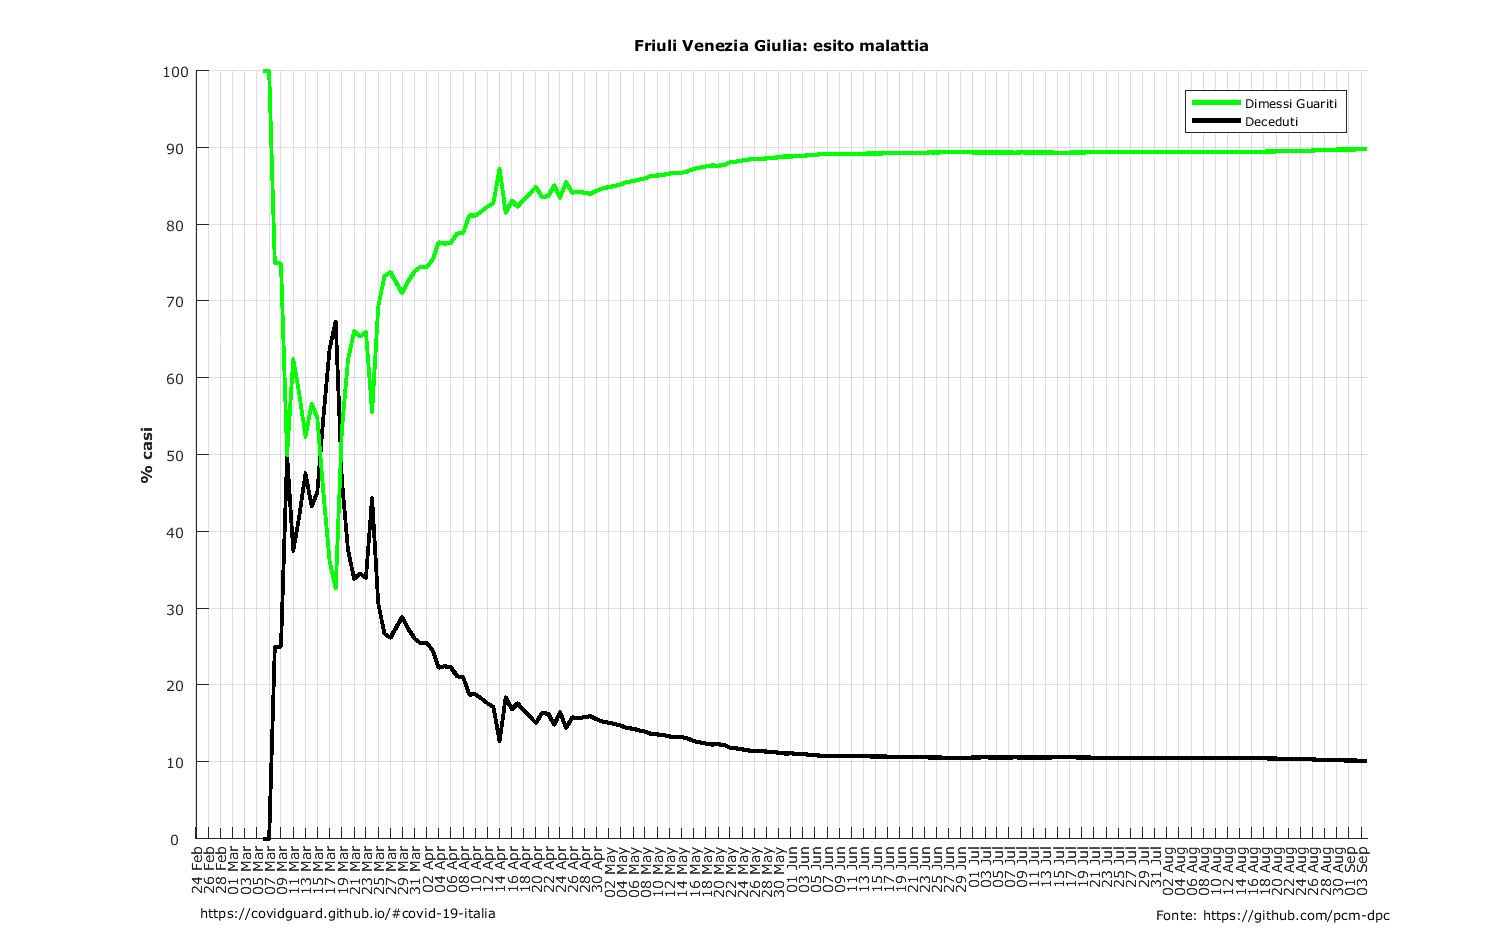 Friuli Venezia Giulia: esito malattia
100
90
80
70
60
50
40
30
20
10
0
% casi
Dimessi Guariti
Deceduti
24 Feb
26 Feb
28 Feb
01 Mar
03 Mar
05 Mar
07 Mar
09 Mar
11 Mar
13 Mar
15 Mar
17 Mar
19 Mar
21 Mar
23 Mar
25 Mar
27 Mar
29 Mar
31 Mar
02 Apr
04 Apr
06 Apr
08 Apr
10 Apr
12 Apr
14 Apr
16 Apr
18 Apr
20 Apr
22 Apr
24 Apr
26 Apr
28 Apr
30 Apr
02 May
04 May
06 May
08 May
10 May
12 May
14 May
16 May
18 May
20 May
22 May
24 May
26 May
28 May
30 May
01 Jun
03 Jun
05 Jun
07 Jun
09 Jun
11 Jun
13 Jun
15 Jun
17 Jun
19 Jun
21 Jun
23 Jun
25 Jun
27 Jun
29 Jun
01 Jul
03 Jul
05 Jul
07 Jul
09 Jul
11 Jul
13 Jul
15 Jul
17 Jul
19 Jul
21 Jul
23 Jul
25 Jul
27 Jul
29 Jul
31 Jul
02 Aug
04 Aug
06 Aug
08 Aug
10 Aug
12 Aug
14 Aug
16 Aug
18 Aug
20 Aug
22 Aug
24 Aug
26 Aug
28 Aug
30 Aug
01 Sep
03 Sep
https://covidguard.github.io/#covid-19-italia
Fonte: https://github.com/pcm-dpc